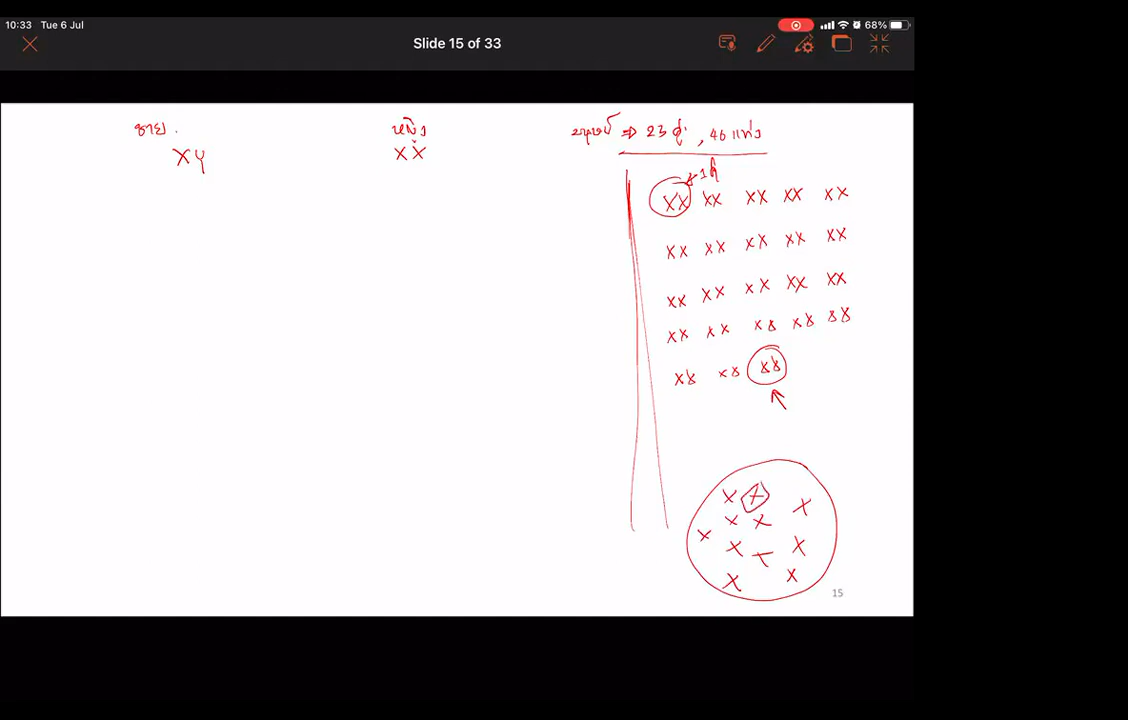 10:33 Tue 6 Jul
68%
Slide 15 of 33
ชาย.
หญิง
มนุษย์ ⇒ 23 คู่, 46 แท่ง
XY
XX
1คู่
XX XX XX XX XX
XX XX XX XX XX
XX XX XX XX XX
XX XX XX XX XX
XX XX XX
X X X
X X
X X X
X
X X
15